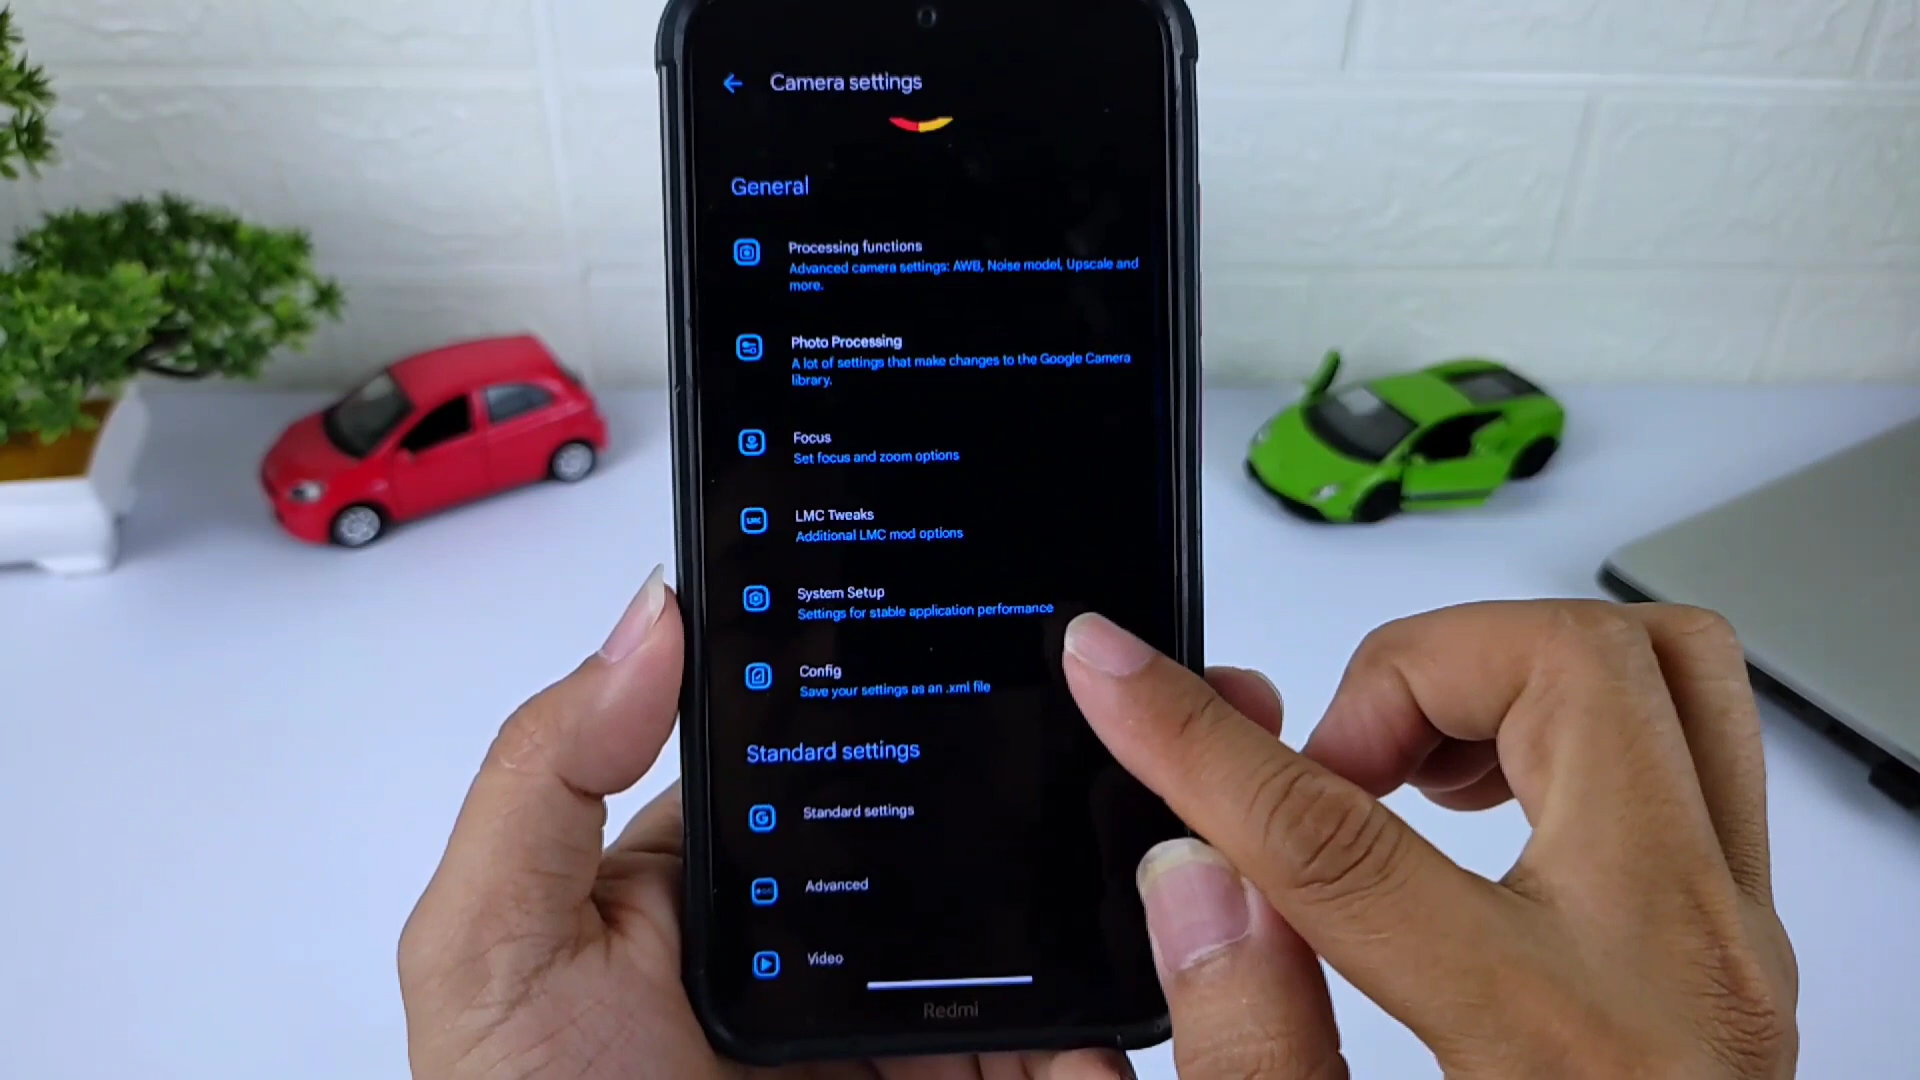 Camera settings
General
Processing functions
Advanced camera settings: AWB, Noise model, Upscale and
more.
Photo Processing
A lot of settings that make changes to the Google Camera
library.
Focus
Set focus and zoom options
LMC
LMC Tweaks
Additional LMC mod options
System Setup
Settings for stable application performance
Config
Save your settings as an .xml file
Standard settings
G
Standard settings
Advanced
Video
Redmi